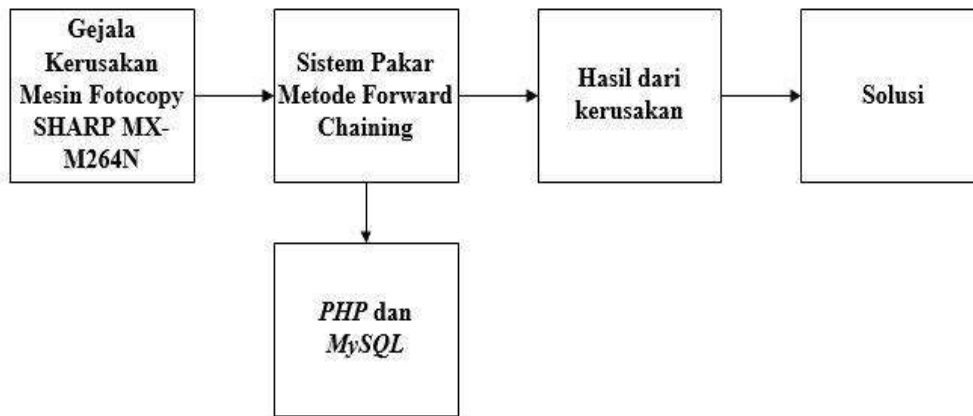 Gejala
Kerusakan
Mesin Fotocopy
SHARP MX-
M264N
Sistem Pakar
Metode Forward
Chaining
Hasil dari
kerusakan
Solusi
PHP dan
MySQL